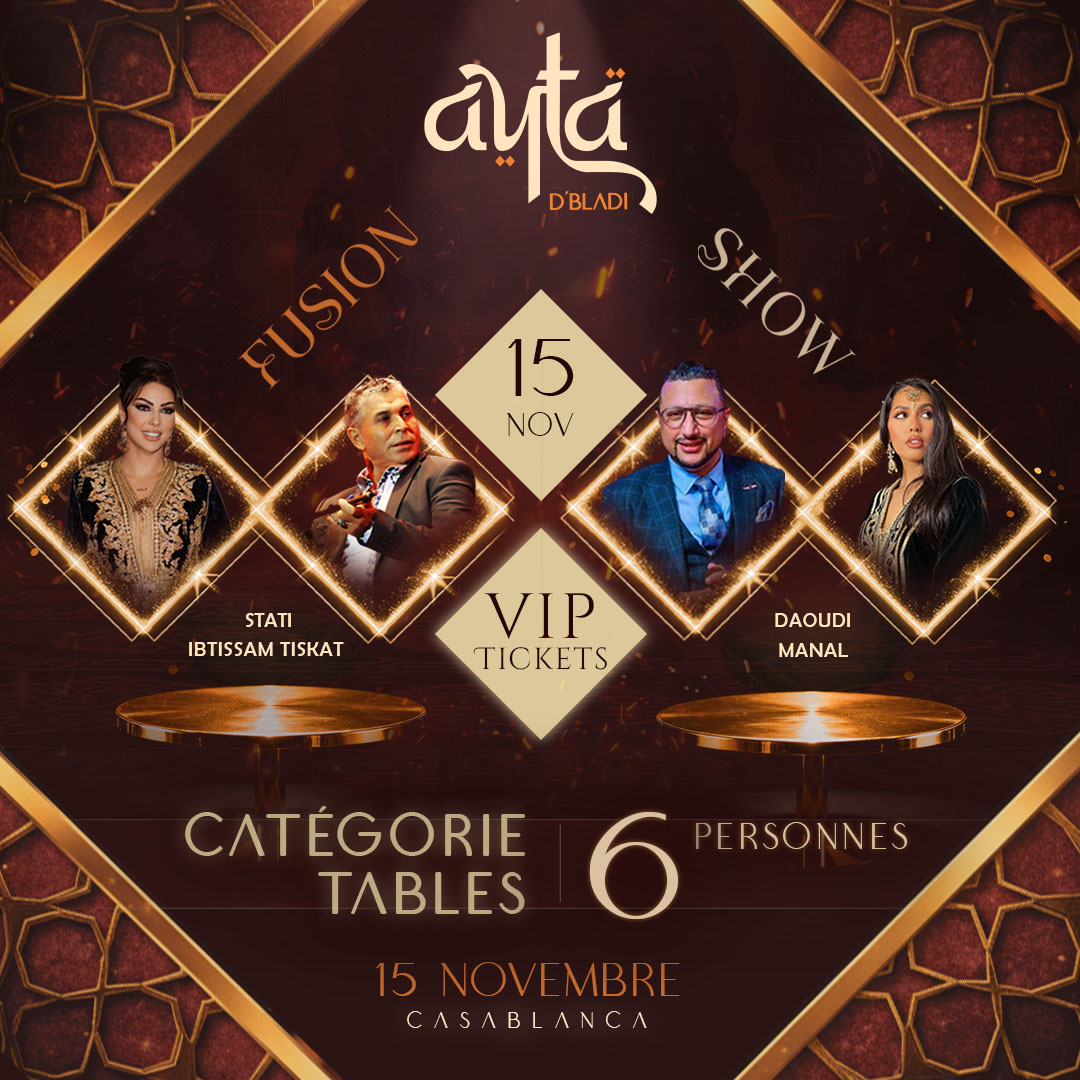 aytä
D'BLADI
FUSION
SHOW
15
NOV
STATI
IBTISSAM TISKAT
VIP
TICKETS
DAOUDI
MANAL
CATÉGORIE
TABLES
6
PERSONNES
15 NOVEMBRE
CASABLANCA